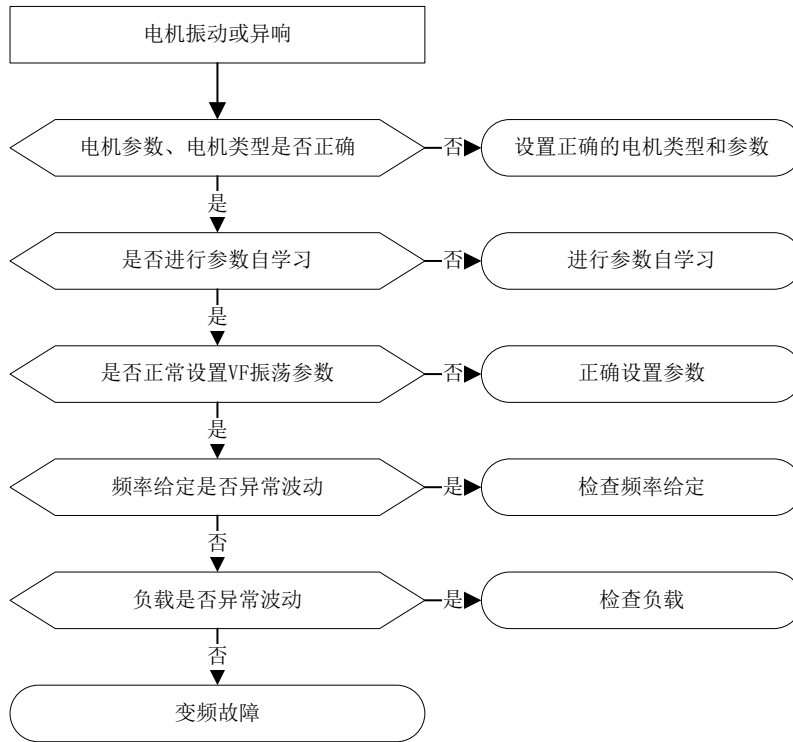 电机振动或异响
电机参数、电机类型是否正确
否
设置正确的电机类型和参数
是
是否进行参数自学习
否
进行参数自学习
是
是否正常设置VF振荡参数
否
正确设置参数
是
频率给定是否异常波动
是
检查频率给定
否
负载是否异常波动
是
检查负载
否
变频故障